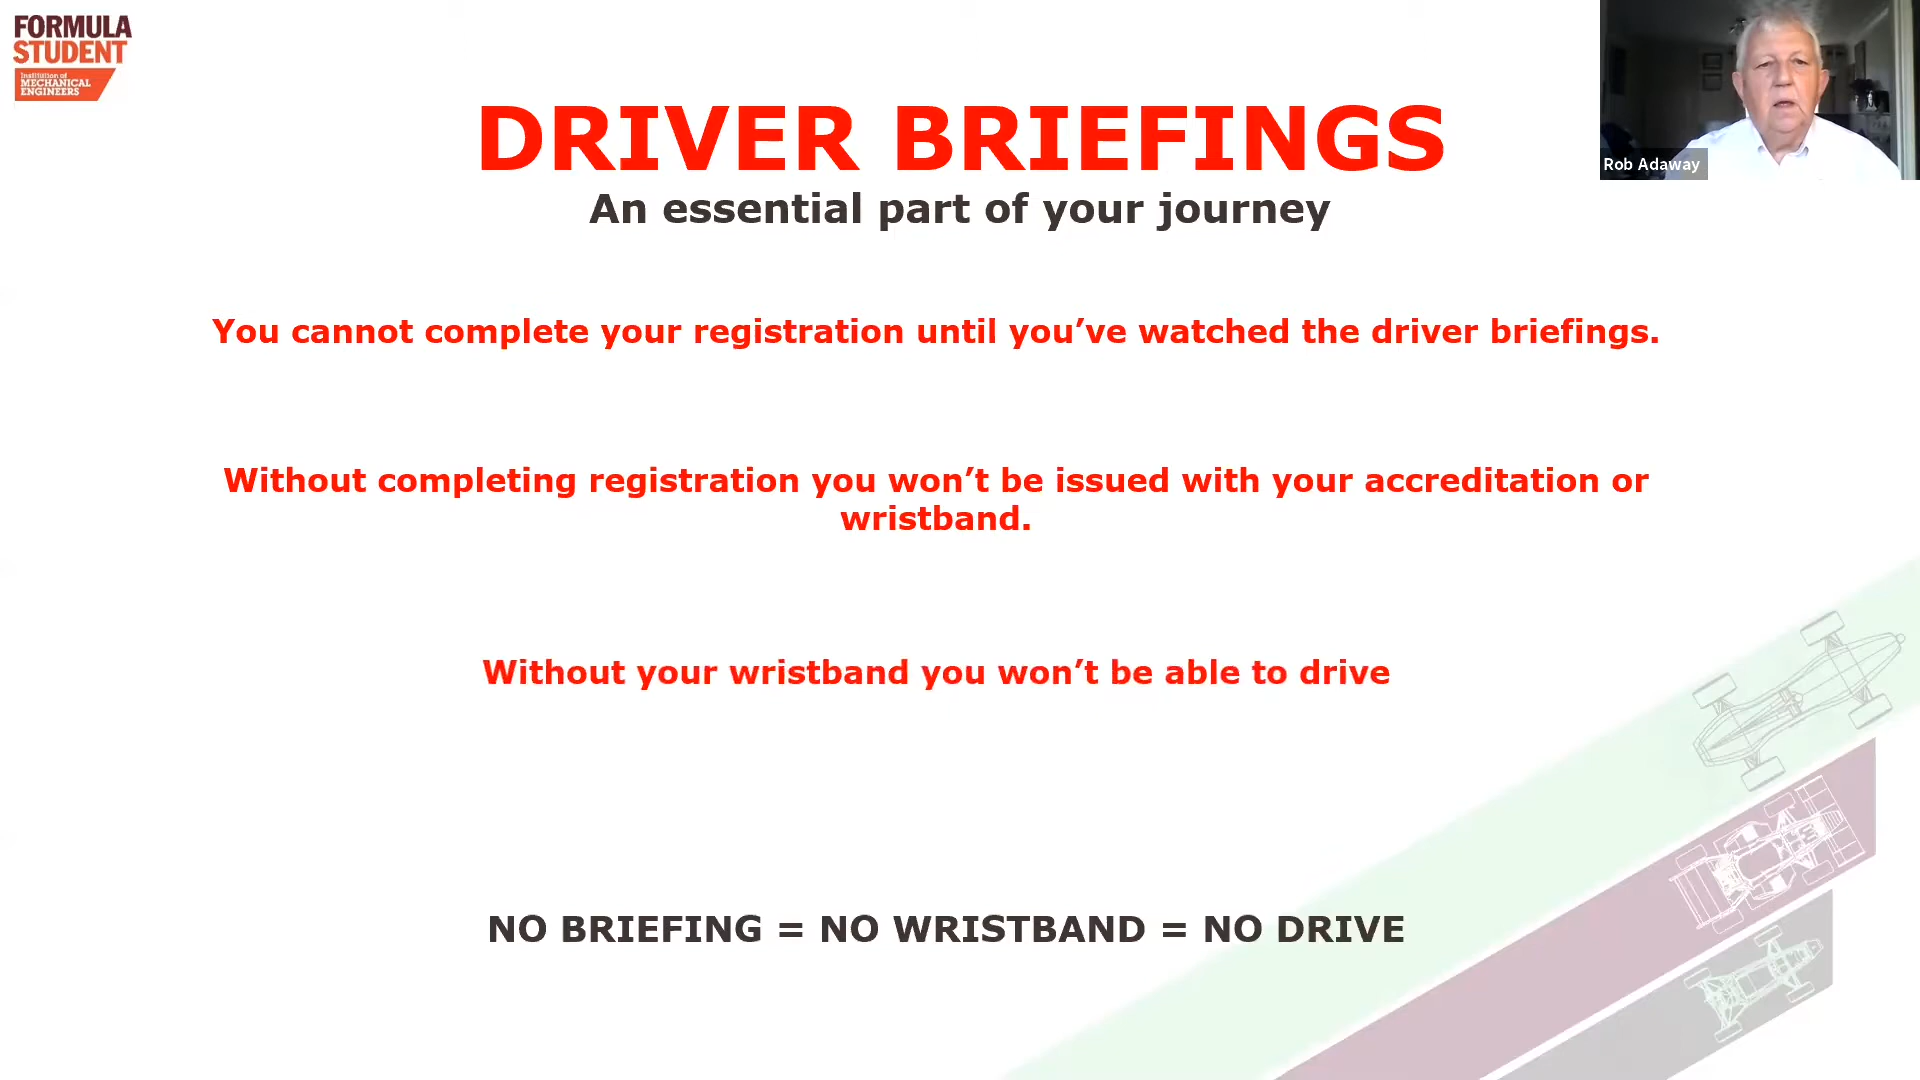 FORMULA
STUDENT
Institution of
MECHANICAL
ENGINEERS
DRIVER BRIEFINGS
An essential part of your journey
Rob Adaway
You cannot complete your registration until you’ve watched the driver briefings.
Without completing registration you won’t be issued with your accreditation or
wristband.
Without your wristband you won’t be able to drive
NO BRIEFING = NO WRISTBAND = NO DRIVE